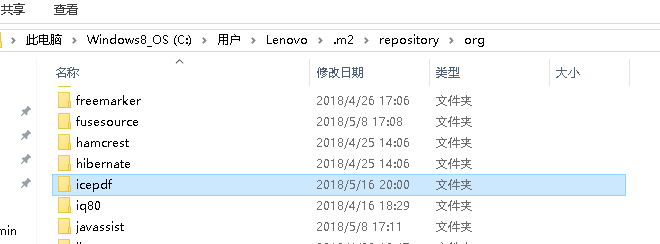 共享 查看
此电脑 › Windows8_OS (C:) › 用户 › Lenovo › .m2 › repository › org
名称 修改日期 类型 大小
freemarker 2018/4/26 17:06 文件夹
fusesource 2018/5/8 17:08 文件夹
hamcrest 2018/4/25 14:06 文件夹
hibernate 2018/4/25 14:06 文件夹
icepdf 2018/5/16 20:00 文件夹
iq80 2018/4/16 18:29 文件夹
javassist 2018/5/8 17:11 文件夹
min